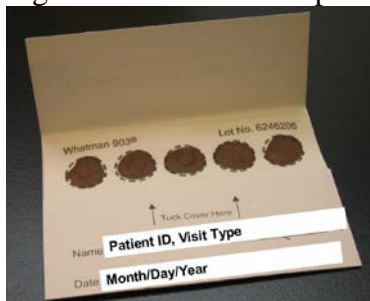 Whatman 903® Lot No. 6246206
Tuck Cover Here
Name Patient ID, Visit Type
Date Month/Day/Year